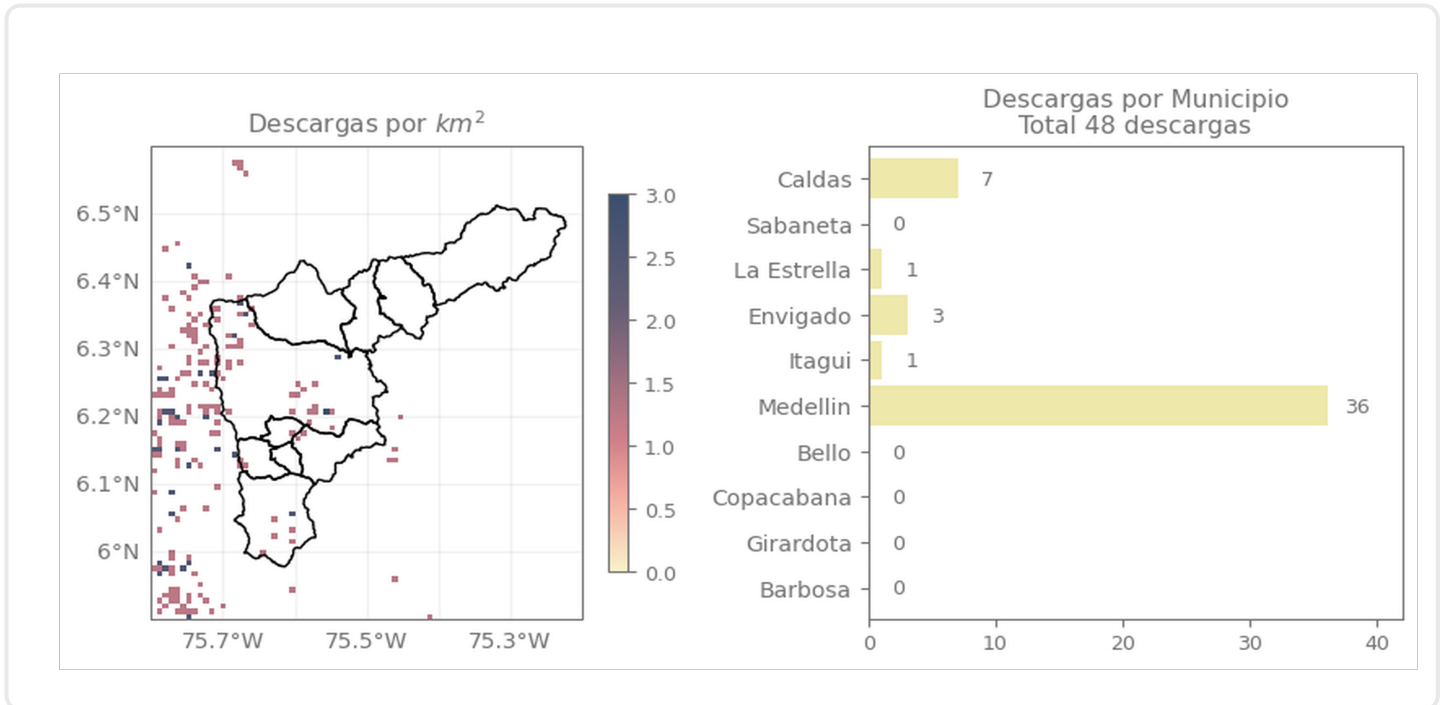 Descargas por km²
6.5°N
6.4°N
6.3°N
6.2°N
6.1°N
6°N
75.7°W 75.5°W 75.3°W
3.0
2.5
2.0
1.5
1.0
0.5
0.0
Descargas por Municipio
Total 48 descargas
Caldas 7
Sabaneta 0
La Estrella 1
Envigado 3
Itagui 1
Medellin 36
Bello 0
Copacabana 0
Girardota 0
Barbosa 0
0 10 20 30 40